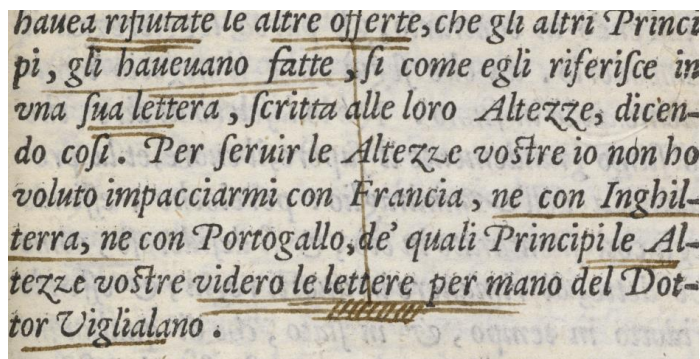 hauea rifiutate le altre offerte, che gli altri Princi
pi, gli haueuano fatte, ſi come egli riferiſce in
vna ſua lettera, ſcritta alle loro Altezze, dicen-
do coſi. Per ſeruir le Altezze voſtre io non ho
voluto impacciarmi con Francia, ne con Inghil-
terra, ne con Portogallo, de' quali Principi le Al-
tezze voſtre videro le lettere per mano del Dot-
tor Viglialano.